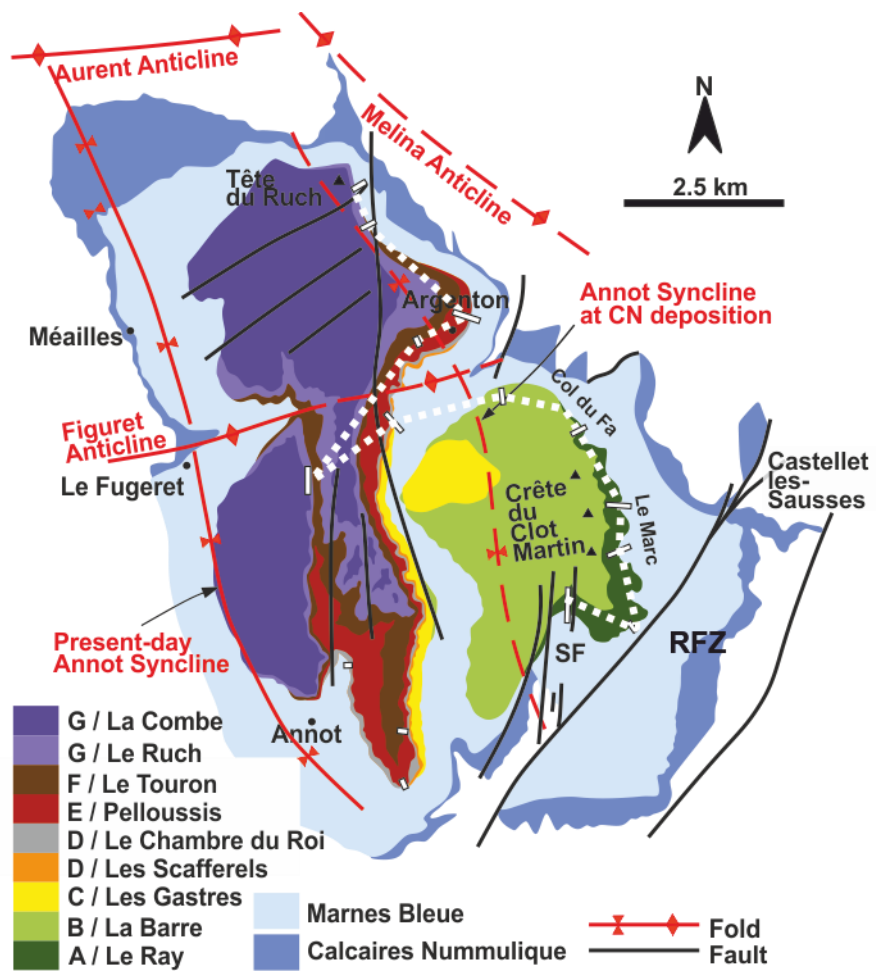 Aurent Anticline
Melina Anticline
N
2.5 km
Tête
du Ruch
Argenton
Annot Syncline
at CN deposition
Méailles
Col du Fa
Figuret
Anticline
Le Fugeret
Castellet
les-
Sausses
Crête
du
Clot
Martin
Le Marc
Present-day
Annot Syncline
SF
RFZ
Annot
G / La Combe
G / Le Ruch
F / Le Touron
E / Pelloussis
D / Le Chambre du Roi
D / Les Scafferels
C / Les Gastres
B / La Barre
A / Le Ray
Marnes Bleue
Calcaires Nummulique
Fold
Fault